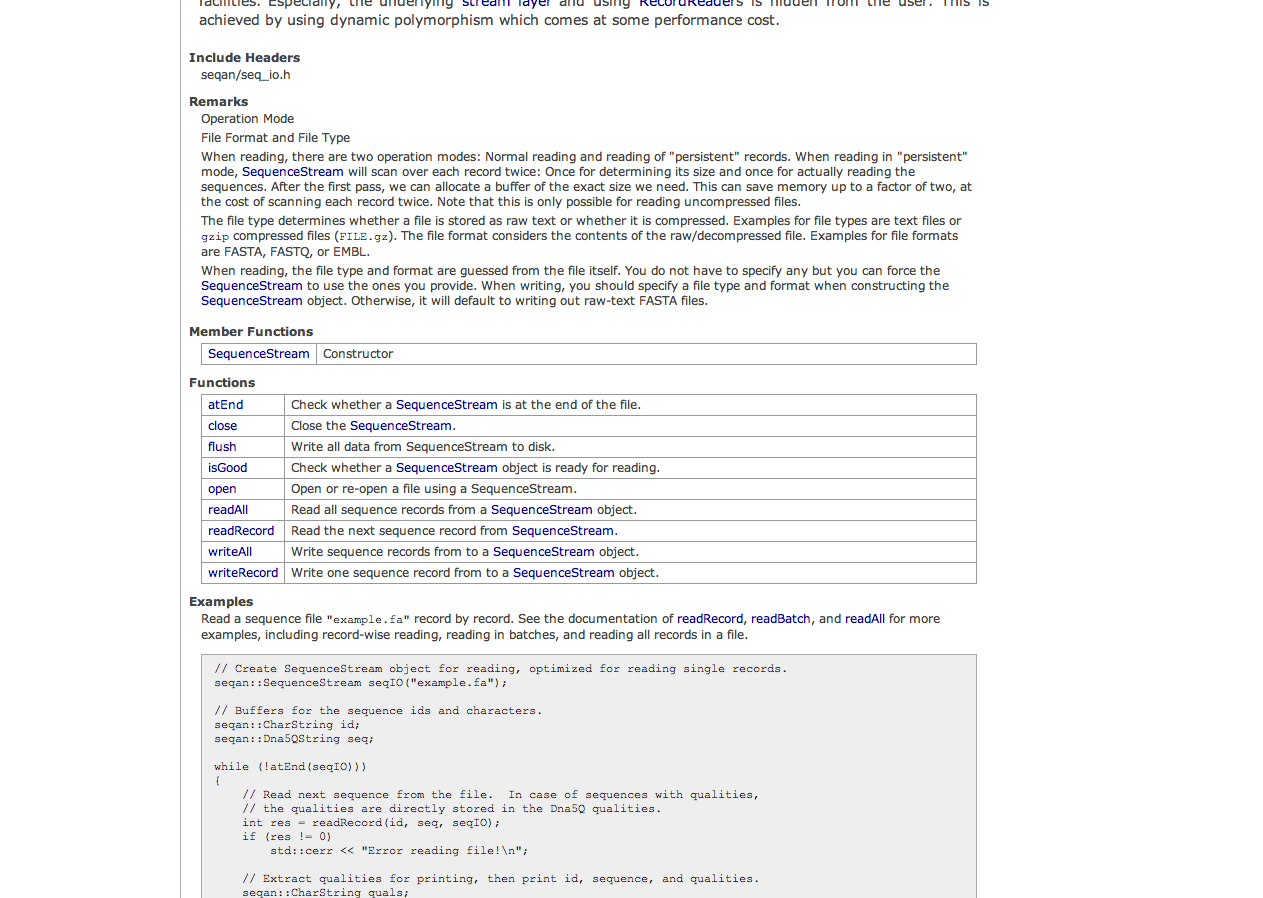 facilities. Especially, the underlying stream layer and using RecordReaders is hidden from the user. This is
achieved by using dynamic polymorphism which comes at some performance cost.
Include Headers
seqan/seq_io.h
Remarks
Operation Mode
File Format and File Type
When reading, there are two operation modes: Normal reading and reading of "persistent" records. When reading in "persistent"
mode, SequenceStream will scan over each record twice: Once for determining its size and once for actually reading the
sequences. After the first pass, we can allocate a buffer of the exact size we need. This can save memory up to a factor of two, at
the cost of scanning each record twice. Note that this is only possible for reading uncompressed files.
The file type determines whether a file is stored as raw text or whether it is compressed. Examples for file types are text files or
gzip compressed files (FILE.gz). The file format considers the contents of the raw/decompressed file. Examples for file formats
are FASTA, FASTQ, or EMBL.
When reading, the file type and format are guessed from the file itself. You do not have to specify any but you can force the
SequenceStream to use the ones you provide. When writing, you should specify a file type and format when constructing the
SequenceStream object. Otherwise, it will default to writing out raw-text FASTA files.
Member Functions
SequenceStream Constructor
Functions
atEnd Check whether a SequenceStream is at the end of the file.
close Close the SequenceStream.
flush Write all data from SequenceStream to disk.
isGood Check whether a SequenceStream object is ready for reading.
open Open or re-open a file using a SequenceStream.
readAll Read all sequence records from a SequenceStream object.
readRecord Read the next sequence record from SequenceStream.
writeAll Write sequence records from to a SequenceStream object.
writeRecord Write one sequence record from to a SequenceStream object.
Examples
Read a sequence file "example.fa" record by record. See the documentation of readRecord, readBatch, and readAll for more
examples, including record-wise reading, reading in batches, and reading all records in a file.
// Create SequenceStream object for reading, optimized for reading single records.
seqan::SequenceStream seqIO("example.fa");
// Buffers for the sequence ids and characters.
seqan::CharString id;
seqan::Dna5QString seq;
while (!atEnd(seqIO)))
{
// Read next sequence from the file.  In case of sequences with qualities,
// the qualities are directly stored in the Dna5Q qualities.
int res = readRecord(id, seq, seqIO);
if (res != 0)
std::cerr << "Error reading file!\n";
// Extract qualities for printing, then print id, sequence, and qualities.
seqan::CharString quals;